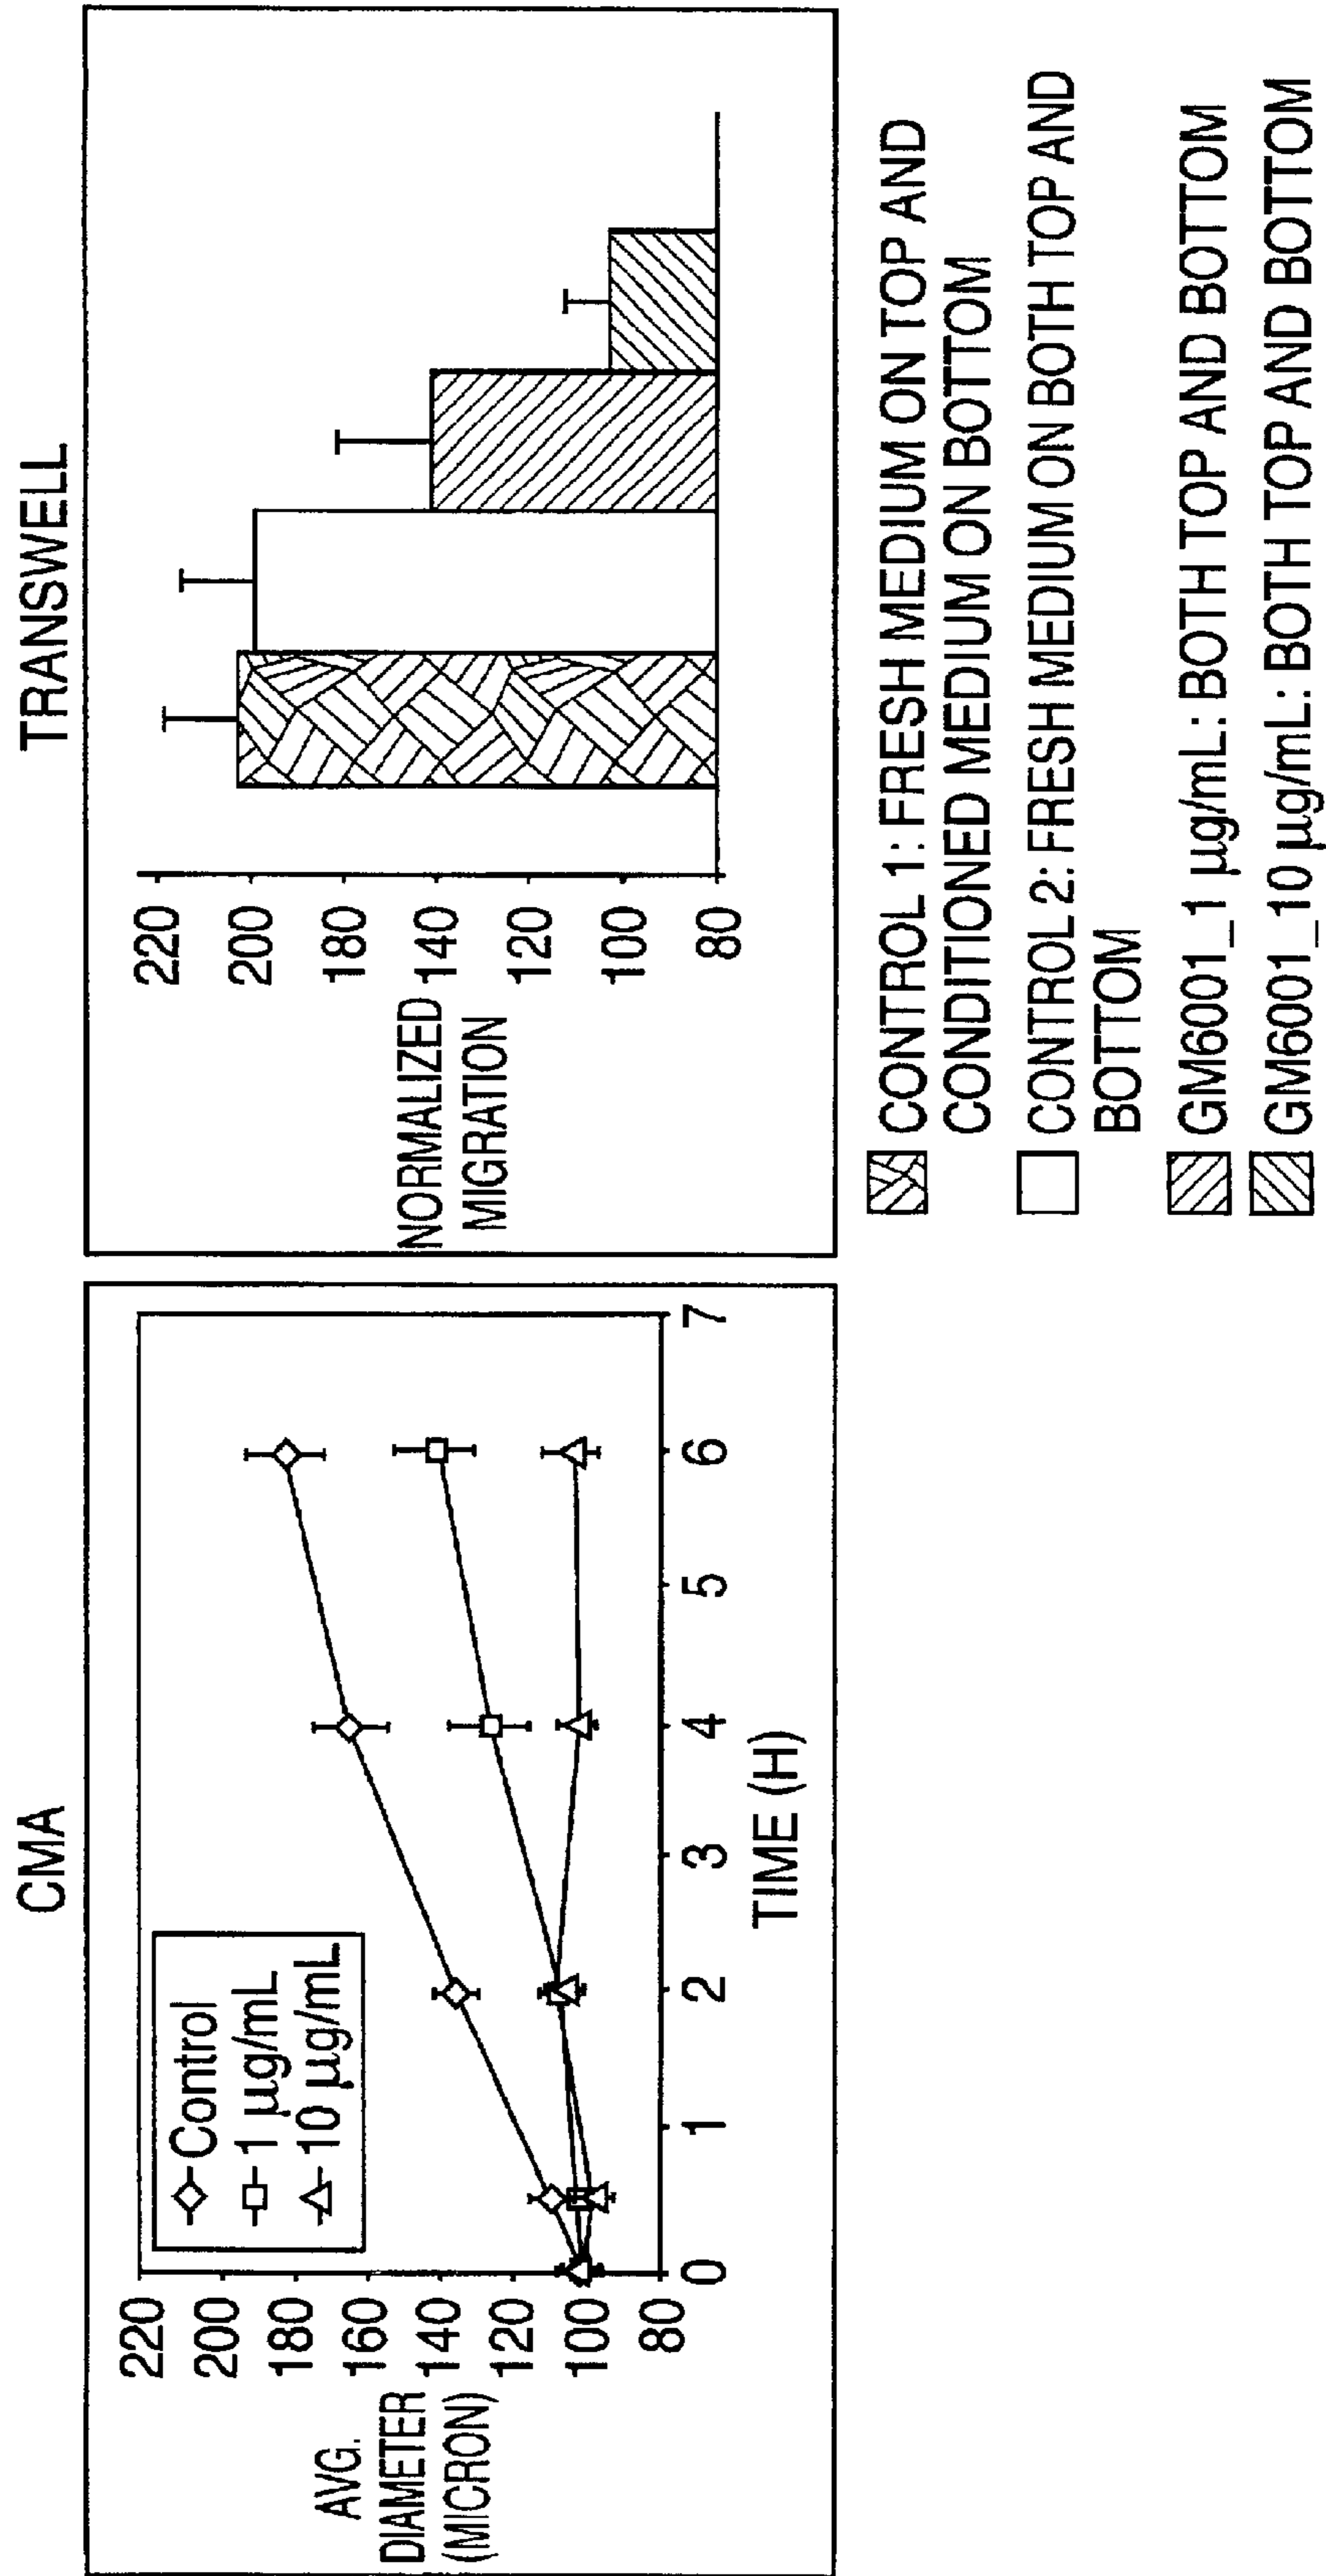 CMA
AVG.
DIAMETER
(MICRON)
220
200
180
160
140
120
100
80
Control
1 µg/mL
10 µg/mL
0 1 2 3 4 5 6 7
TIME (H)
TRANSWELL
NORMALIZED
MIGRATION
220
200
180
140
120
100
80
CONTROL 1: FRESH MEDIUM ON TOP AND
CONDITIONED MEDIUM ON BOTTOM
CONTROL 2: FRESH MEDIUM ON BOTH TOP AND
BOTTOM
GM6001_1 µg/mL: BOTH TOP AND BOTTOM
GM6001_10 µg/mL: BOTH TOP AND BOTTOM